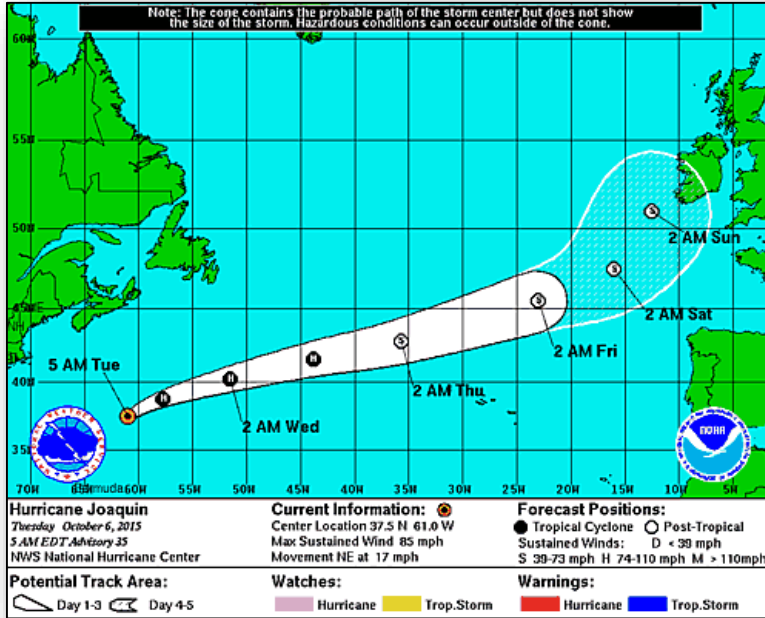 Note: The cone contains the probable path of the storm center but does not show
the size of the storm. Hazardous conditions can occur outside of the cone.
60N
55N
50N
45N
NH
40N
35N
5 AM Tue
2 AM Wed
2 AM Thu
2 AM Fri
2 AM Sat
2 AM Sun
H
H
H
S
S
S
S
NOAA
70W 65W 60W 55W 50W 45W 40W 35W 30W 25W 20W 15W 10W 5W
Bermuda
Hurricane Joaquin
Tuesday October 6, 2015
5 AM EDT Advisory 35
NWS National Hurricane Center
Current Information:
Center Location 37.5 N 61.0 W
Max Sustained Wind 85 mph
Movement NE at 17 mph
Forecast Positions:
Tropical Cyclone Post-Tropical
Sustained Winds: D < 39 mph
S 39-73 mph H 74-110 mph M > 110mph
Potential Track Area:
Day 1-3 Day 4-5
Watches:
Hurricane Trop.Storm
Warnings:
Hurricane Trop.Storm